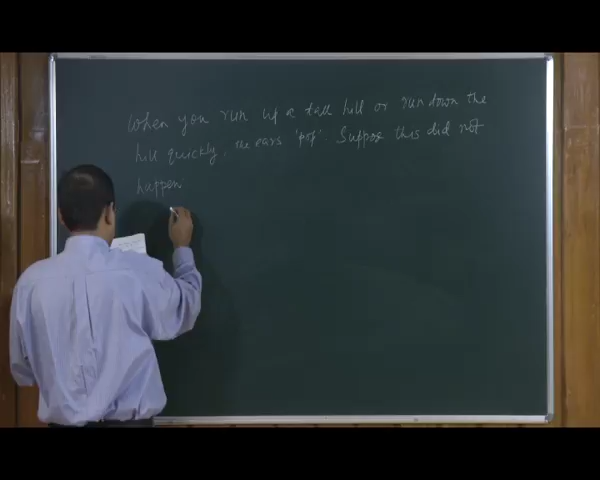 When you run up a tall hill or run down the
hill quickly, the ears 'pop'. Suppose this did not
happen